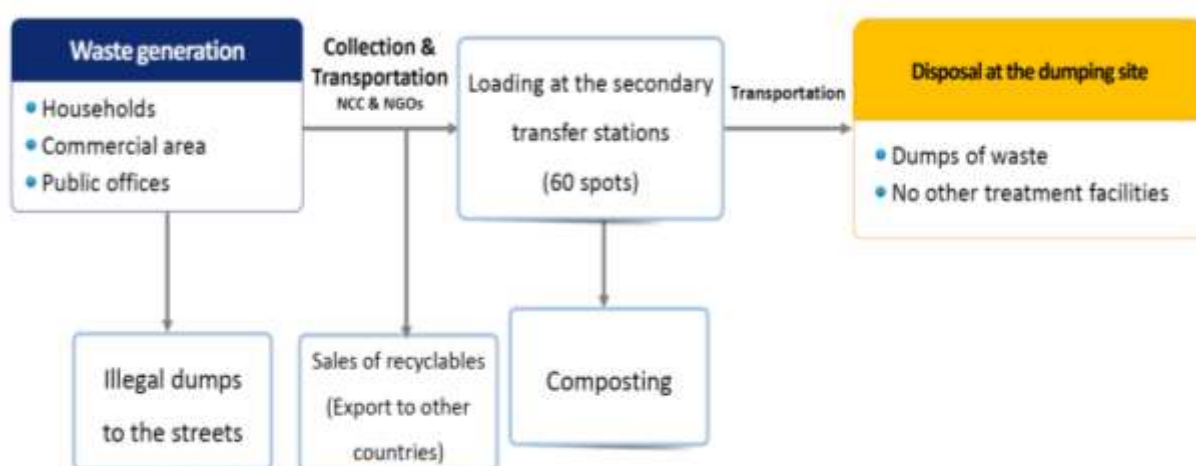 Waste generation
• Households
• Commercial area
• Public offices
Collection &
Transportation
NCC & NGOs
Loading at the secondary
transfer stations
(60 spots)
Transportation
Disposal at the dumping site
• Dumps of waste
• No other treatment facilities
Illegal dumps
to the streets
Sales of recyclables
(Export to other
countries)
Composting